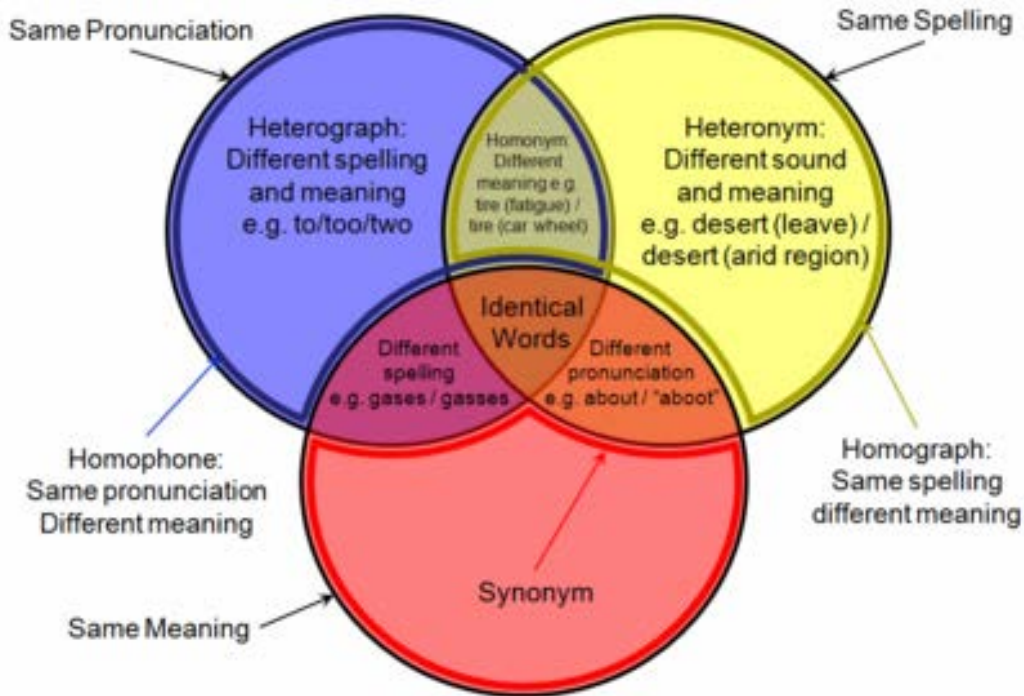 Same Pronunciation
Same Spelling
Heterograph:
Different spelling
and meaning
e.g. to/too/two
Homonym
Different
meaning e.g.
tire (fatigue) /
tire (car wheel)
Heteronym:
Different sound
and meaning
e.g. desert (leave) /
desert (arid region)
Identical
Words
Different
spelling
e.g. gases / gasses
Different
pronunciation
e.g. about / "aboot"
Homophone:
Same pronunciation
Different meaning
Homograph:
Same spelling
different meaning
Synonym
Same Meaning